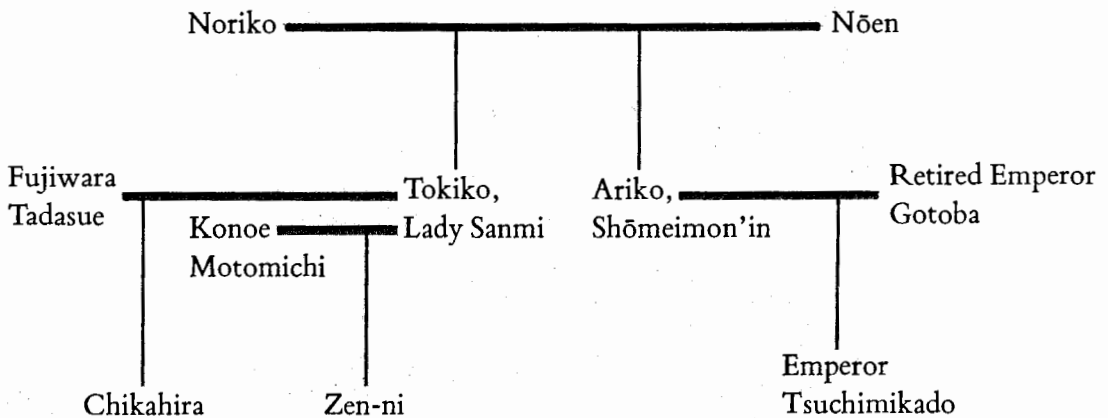 Noriko
Nōen
Fujiwara
Tadasue
Tokiko,
Lady Sanmi
Konoe
Motomichi
Ariko,
Shōmeimon'in
Retired Emperor
Gotoba
Chikahira
Zen-ni
Emperor
Tsuchimikado